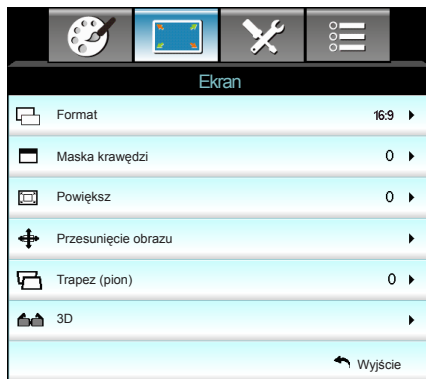 Ekran
Format 16:9
Maska krawędzi 0
Powiększ 0
Przesunięcie obrazu
Trapez (pion) 0
3D
Wyjście